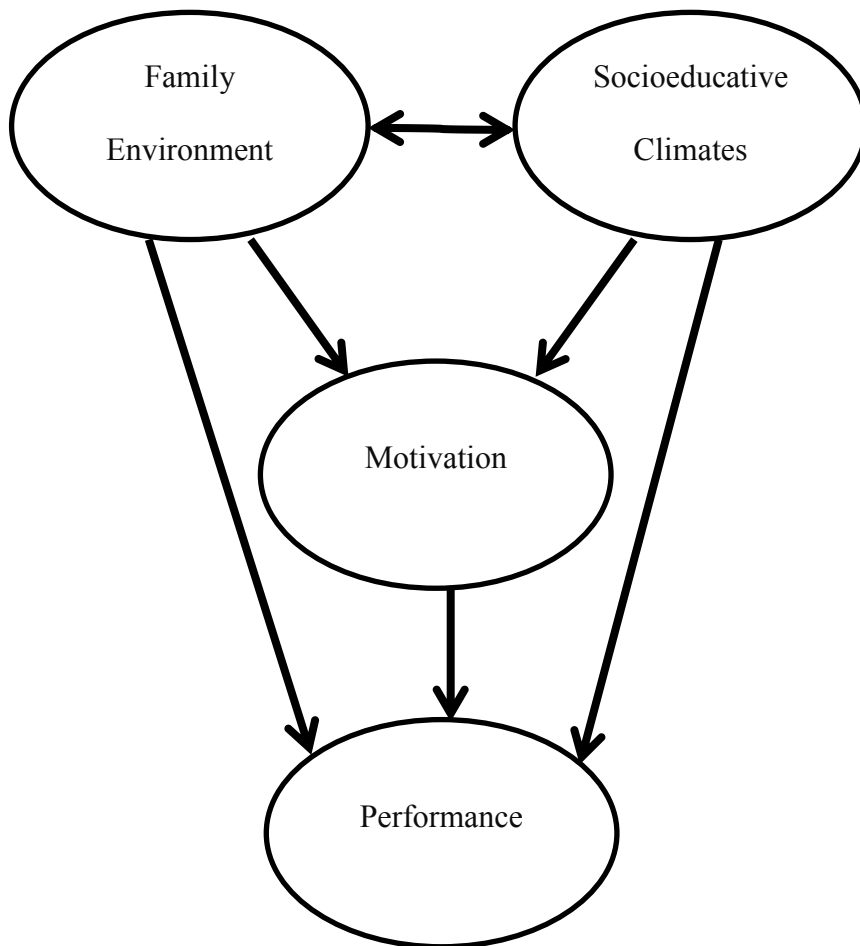 Family
Environment
Socioeducative
Climates
Motivation
Performance